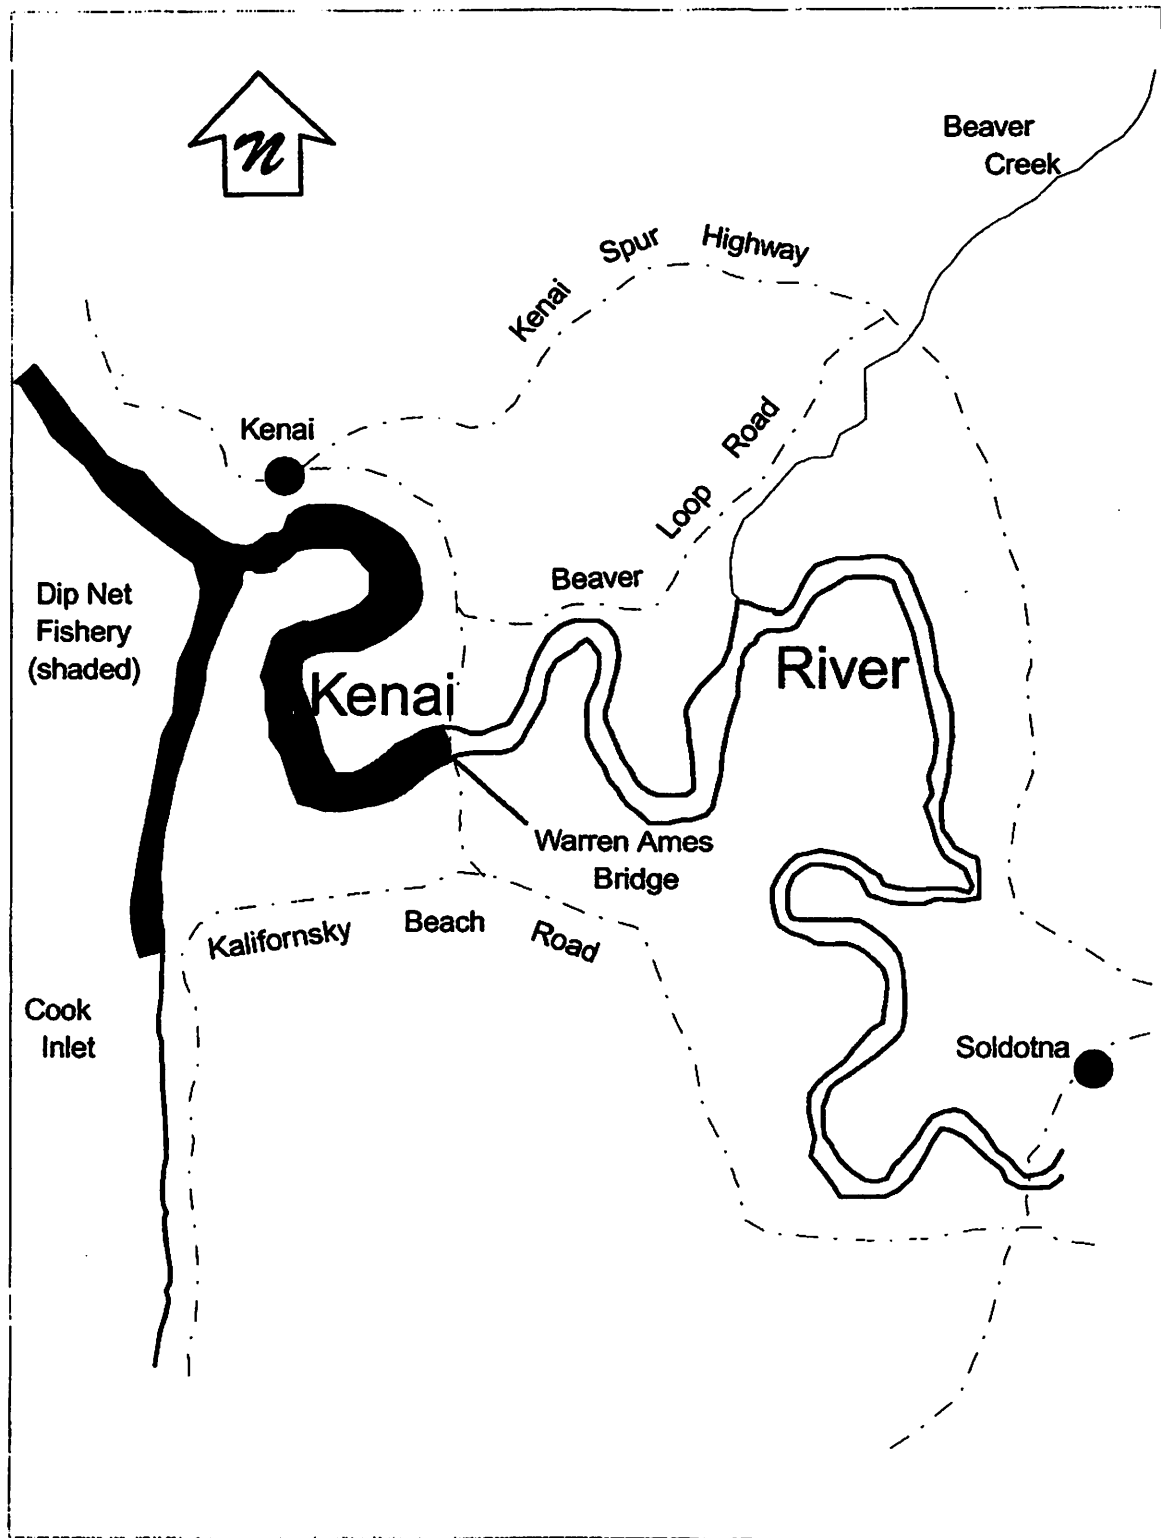 n
Beaver
Creek
Kenai Spur Highway
Kenai
Loop Road
Beaver
Dip Net
Fishery
(shaded)
Kenai River
Warren Ames
Bridge
Kalifornsky Beach Road
Cook
Inlet
Soldotna